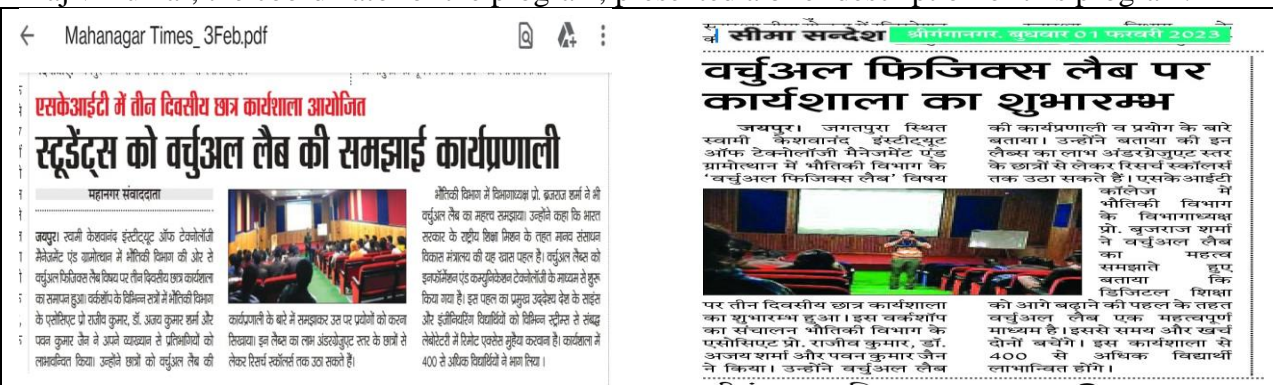 Mahanagar Times_3Feb.pdf
एसकेआईटी में तीन दिवसीय छात्र कार्यशाला आयोजित
स्टूडेंट्स को वर्चुअल लैब की समझाई कार्यप्रणाली
महानगर संवाददाता
जयपुर। स्वामी केशवानंद इंस्टीट्यूट ऑफ टेक्नोलॉजी
मैनेजमेंट एंड ग्रामोत्थान में भौतिकी विभाग की ओर से
वर्चुअल फिजिक्स लैब विषय पर तीन दिवसीय छात्र कार्यशाला
का समापन हुआ। वर्कशॉप के विभिन्न सत्रों में भौतिकी विभाग
के एसोसिएट प्रो राजीव कुमार, डॉ. अजय कुमार शर्मा और
पवन कुमार जैन ने अपने व्याख्यान से प्रतिभागियों को
लाभान्वित किया। उन्होंने छात्रों को वर्चुअल लैब की
कार्यप्रणाली के बारे में समझाकर उस पर प्रयोगों को करना
सिखाया। इन लैब्स का लाभ अंडरग्रेजुएट स्तर के छात्रों से
लेकर रिसर्च स्कॉलर्स तक उठा सकते हैं।
भौतिकी विभाग में विभागाध्यक्ष प्रो. ब्रजराज शर्मा ने भी
वर्चुअल लैब का महत्व समझाया। उन्होंने कहा कि भारत
सरकार के राष्ट्रीय शिक्षा मिशन के तहत मानव संसाधन
विकास मंत्रालय की यह खास पहल है। वर्चुअल लैब्स को
इनफॉर्मेशन एंड कम्युनिकेशन टेक्नोलॉजी के माध्यम से शुरू
किया गया है। इस पहल का प्रमुख उद्देश्य देश के साइंस
और इंजीनियरिंग विद्यार्थियों को विभिन्न स्ट्रीम्स से संबद्ध
लेबोरेटरी में रिमोट एक्सेस मुहैया करवाना है। कार्यशाला में
400 से अधिक विद्यार्थियों ने भाग लिया।
सीमा सन्देश श्रीगंगानगर. बुधवार 01 फरवरी 2023
वर्चुअल फिजिक्स लैब पर
कार्यशाला का शुभारम्भ
जयपुर। जगतपुरा स्थित
स्वामी केशवानंद इंस्टीट्यूट
ऑफ टेक्नोलॉजी मैनेजमेंट एंड
ग्रामोत्थान में भौतिकी विभाग के
'वर्चुअल फिजिक्स लैब' विषय
पर तीन दिवसीय छात्र कार्यशाला
का शुभारम्भ हुआ। इस वर्कशॉप
का संचालन भौतिकी विभाग के
एसोसिएट प्रो. राजीव कुमार, डॉ.
अजय शर्मा और पवन कुमार जैन
ने किया। उन्होंने वर्चुअल लैब
की कार्यप्रणाली व प्रयोग के बारे
बताया। उन्होंने बताया की इन
लैब्स का लाभ अंडरग्रेजुएट स्तर
के छात्रों से लेकर रिसर्च स्कॉलर्स
तक उठा सकते हैं। एसकेआईटी
कॉलेज में
भौतिकी विभाग
के विभागाध्यक्ष
प्रो. बृजराज शर्मा
ने वर्चुअल लैब
का महत्व
समझाते हुए
बताया कि
डिजिटल शिक्षा
को आगे बढ़ाने की पहल के तहत
वर्चुअल लैब एक महत्वपूर्ण
माध्यम है। इससे समय और खर्च
दोनों बचेंगे। इस कार्यशाला से
400 से अधिक विद्यार्थी
लाभान्वित होंगे।